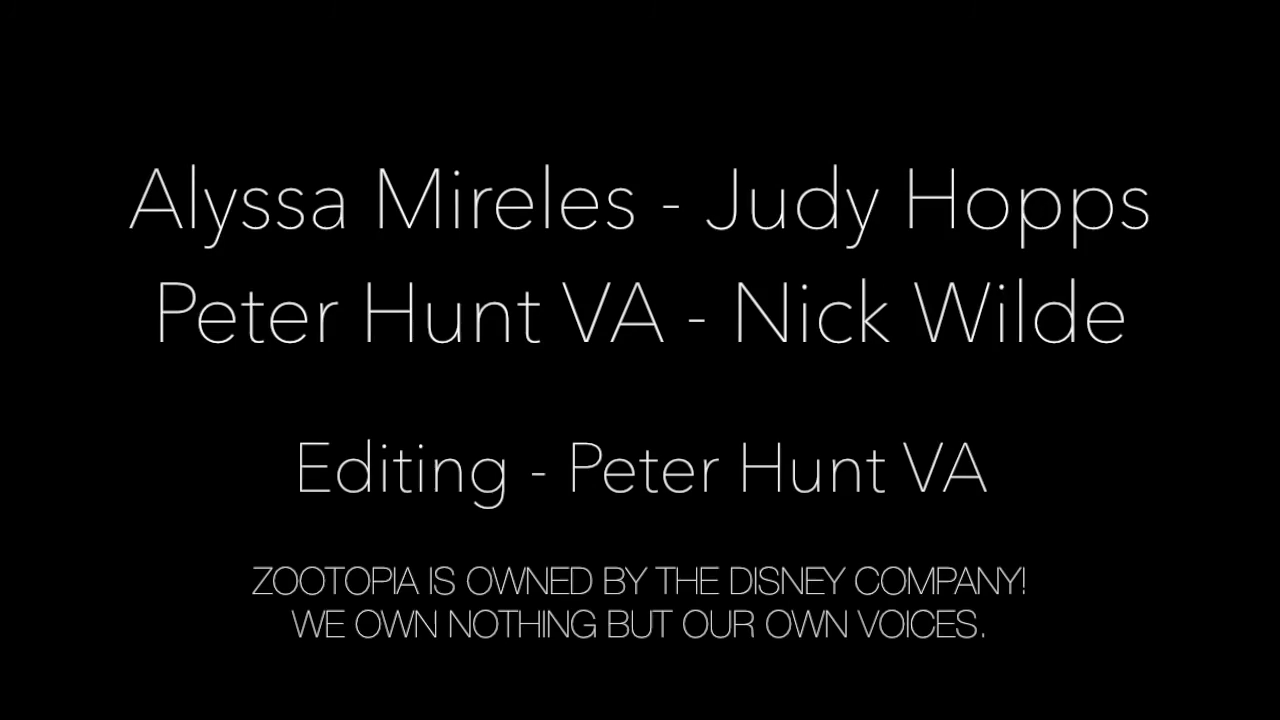 Alyssa Mireles - Judy Hopps
Peter Hunt VA - Nick Wilde
Editing - Peter Hunt VA
ZOOTOPIA IS OWNED BY THE DISNEY COMPANY!
WE OWN NOTHING BUT OUR OWN VOICES.